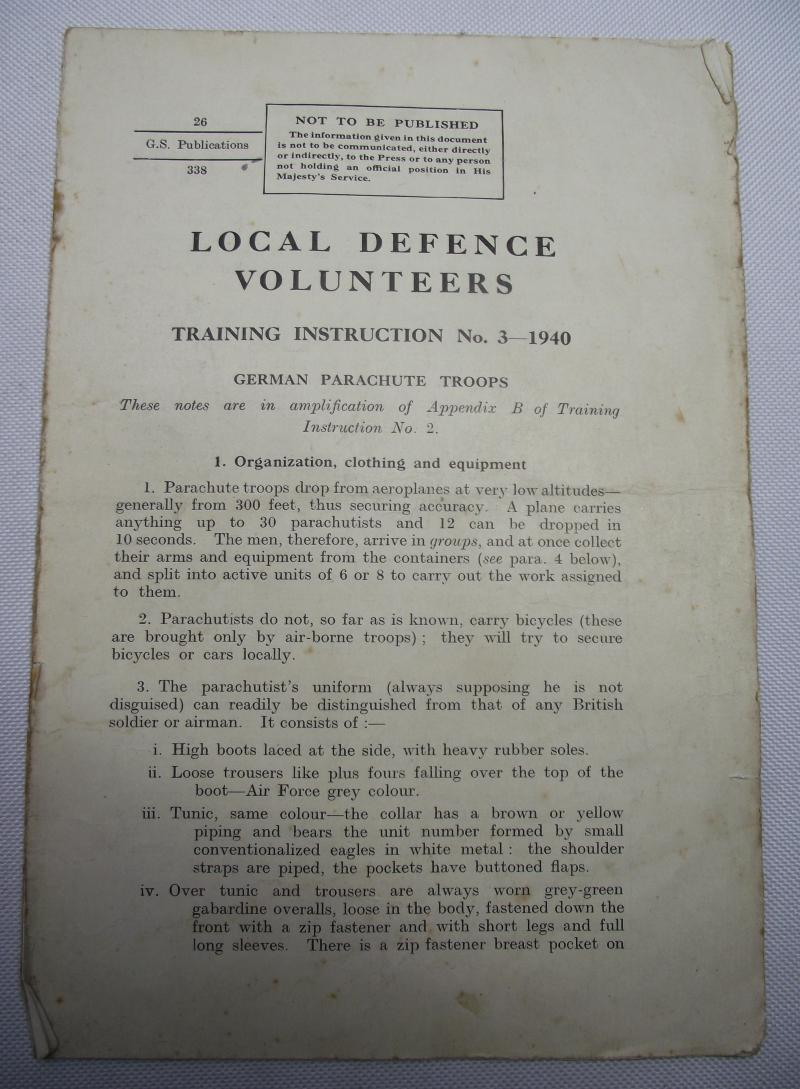 26
G.S. Publications
338
NOT TO BE PUBLISHED
The information given in this document
is not to be communicated, either directly
or indirectly, to the Press or to any person
not holding an official position in His
Majesty's Service.
LOCAL DEFENCE
VOLUNTEERS
TRAINING INSTRUCTION No. 3—1940
GERMAN PARACHUTE TROOPS
These notes are in amplification of Appendix B of Training
Instruction No. 2.
1. Organization, clothing and equipment
1. Parachute troops drop from aeroplanes at very low altitudes—
generally from 300 feet, thus securing accuracy. A plane carries
anything up to 30 parachutists and 12 can be dropped in
10 seconds. The men, therefore, arrive in groups, and at once collect
their arms and equipment from the containers (see para. 4 below),
and split into active units of 6 or 8 to carry out the work assigned
to them.
2. Parachutists do not, so far as is known, carry bicycles (these
are brought only by air-borne troops) ; they will try to secure
bicycles or cars locally.
3. The parachutist's uniform (always supposing he is not
disguised) can readily be distinguished from that of any British
soldier or airman. It consists of :—
i. High boots laced at the side, with heavy rubber soles.
ii. Loose trousers like plus fours falling over the top of the
boot—Air Force grey colour.
iii. Tunic, same colour—the collar has a brown or yellow
piping and bears the unit number formed by small
conventionalized eagles in white metal : the shoulder
straps are piped, the pockets have buttoned flaps.
iv. Over tunic and trousers are always worn grey-green
gabardine overalls, loose in the body, fastened down the
front with a zip fastener and with short legs and full
long sleeves. There is a zip fastener breast pocket on